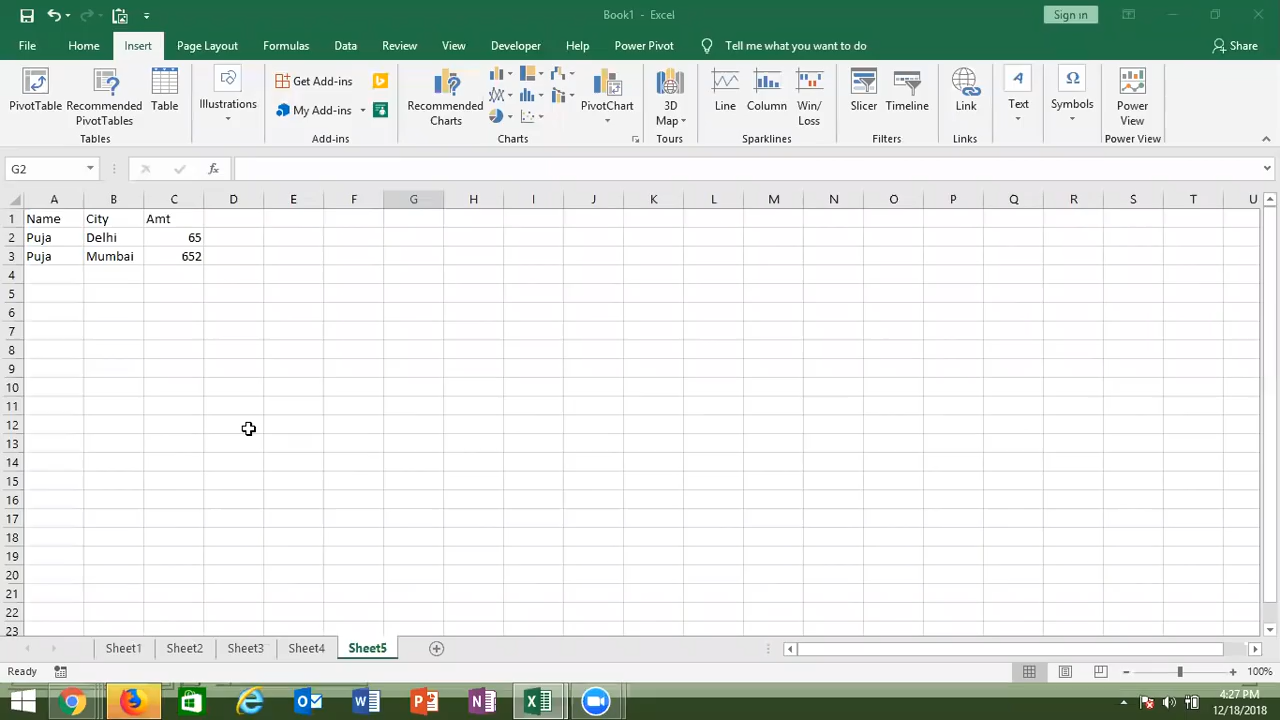 Book1 - Excel
Sign in
File Home Insert Page Layout Formulas Data Review View Developer Help Power Pivot Tell me what you want to do Share
PivotTable
Recommended
PivotTables
Table
Tables
Illustrations
Get Add-ins
My Add-ins
Add-ins
Recommended
Charts
PivotChart
Charts
3D
Map
Tours
Line
Column
Win/
Loss
Sparklines
Slicer
Timeline
Filters
Link
Links
Text
Symbols
Power
View
Power View
G2
fx
A B C D E F G H I J K L M N O P Q R S T U
1 Name City Amt
2 Puja Delhi 65
3 Puja Mumbai 652
4
5
6
7
8
9
10
11
12
13
14
15
16
17
18
19
20
21
22
23
Sheet1 Sheet2 Sheet3 Sheet4 Sheet5
Ready
100%
4:27 PM
12/18/2018